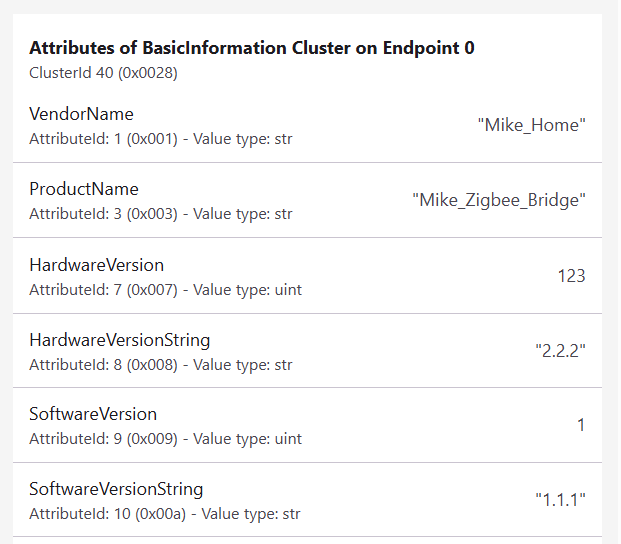 Attributes of BasicInformation Cluster on Endpoint 0
ClusterId 40 (0x0028)
VendorName
AttributeId: 1 (0x001) - Value type: str
"Mike_Home"
ProductName
AttributeId: 3 (0x003) - Value type: str
"Mike_Zigbee_Bridge"
HardwareVersion
AttributeId: 7 (0x007) - Value type: uint
123
HardwareVersionString
AttributeId: 8 (0x008) - Value type: str
"2.2.2"
SoftwareVersion
AttributeId: 9 (0x009) - Value type: uint
1
SoftwareVersionString
AttributeId: 10 (0x00a) - Value type: str
"1.1.1"